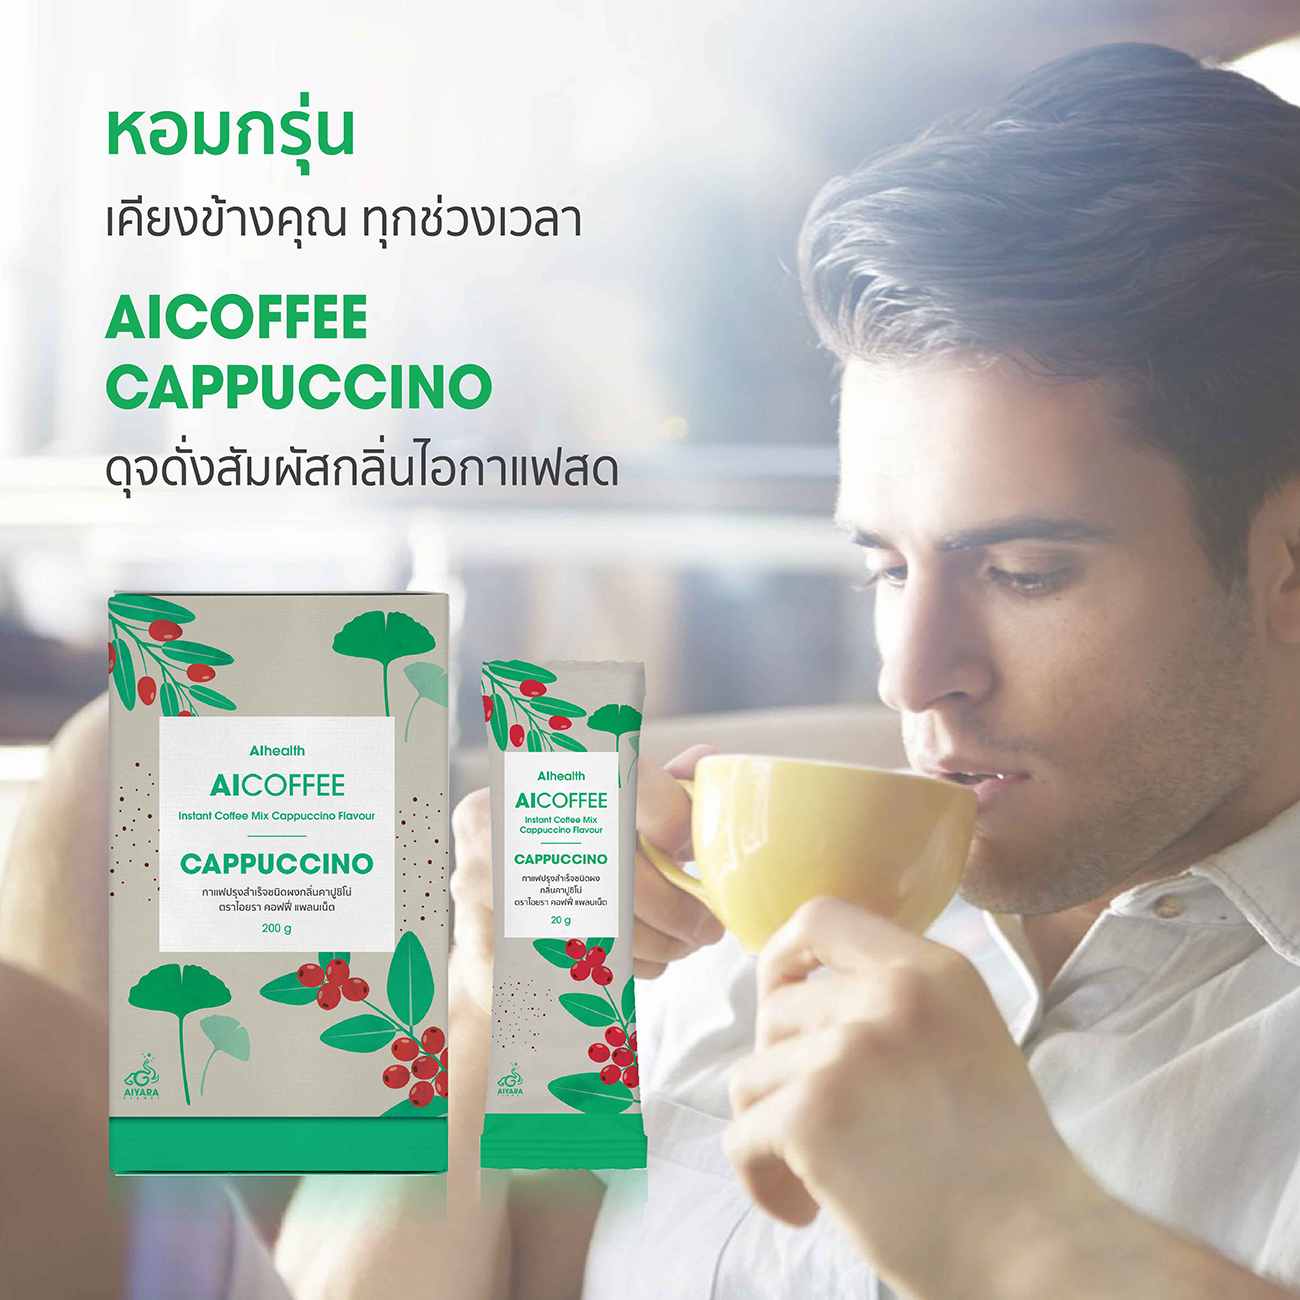 หอมกรุ่น
เคียงข้างคุณ ทุกช่วงเวลา
AICOFFEE
CAPPUCCINO
ดุจดั่งสัมผัสกลิ่นไอกาแฟสด
AIhealth
AICOFFEE
Instant Coffee Mix Cappuccino Flavour
CAPPUCCINO
กาแฟปรุงสำเร็จชนิดผงกลิ่นคาปูชิโน่
ตราไอยรา คอฟฟี่ แพลนเน็ต
200 g
AIYARA
PLANET
AIhealth
AICOFFEE
Instant Coffee Mix
Cappuccino Flavour
CAPPUCCINO
กาแฟปรุงสำเร็จชนิดผง
กลิ่นคาปูชิโน่
ตราไอยรา คอฟฟี่ แพลนเน็ต
20 g
AIYARA
PLANET